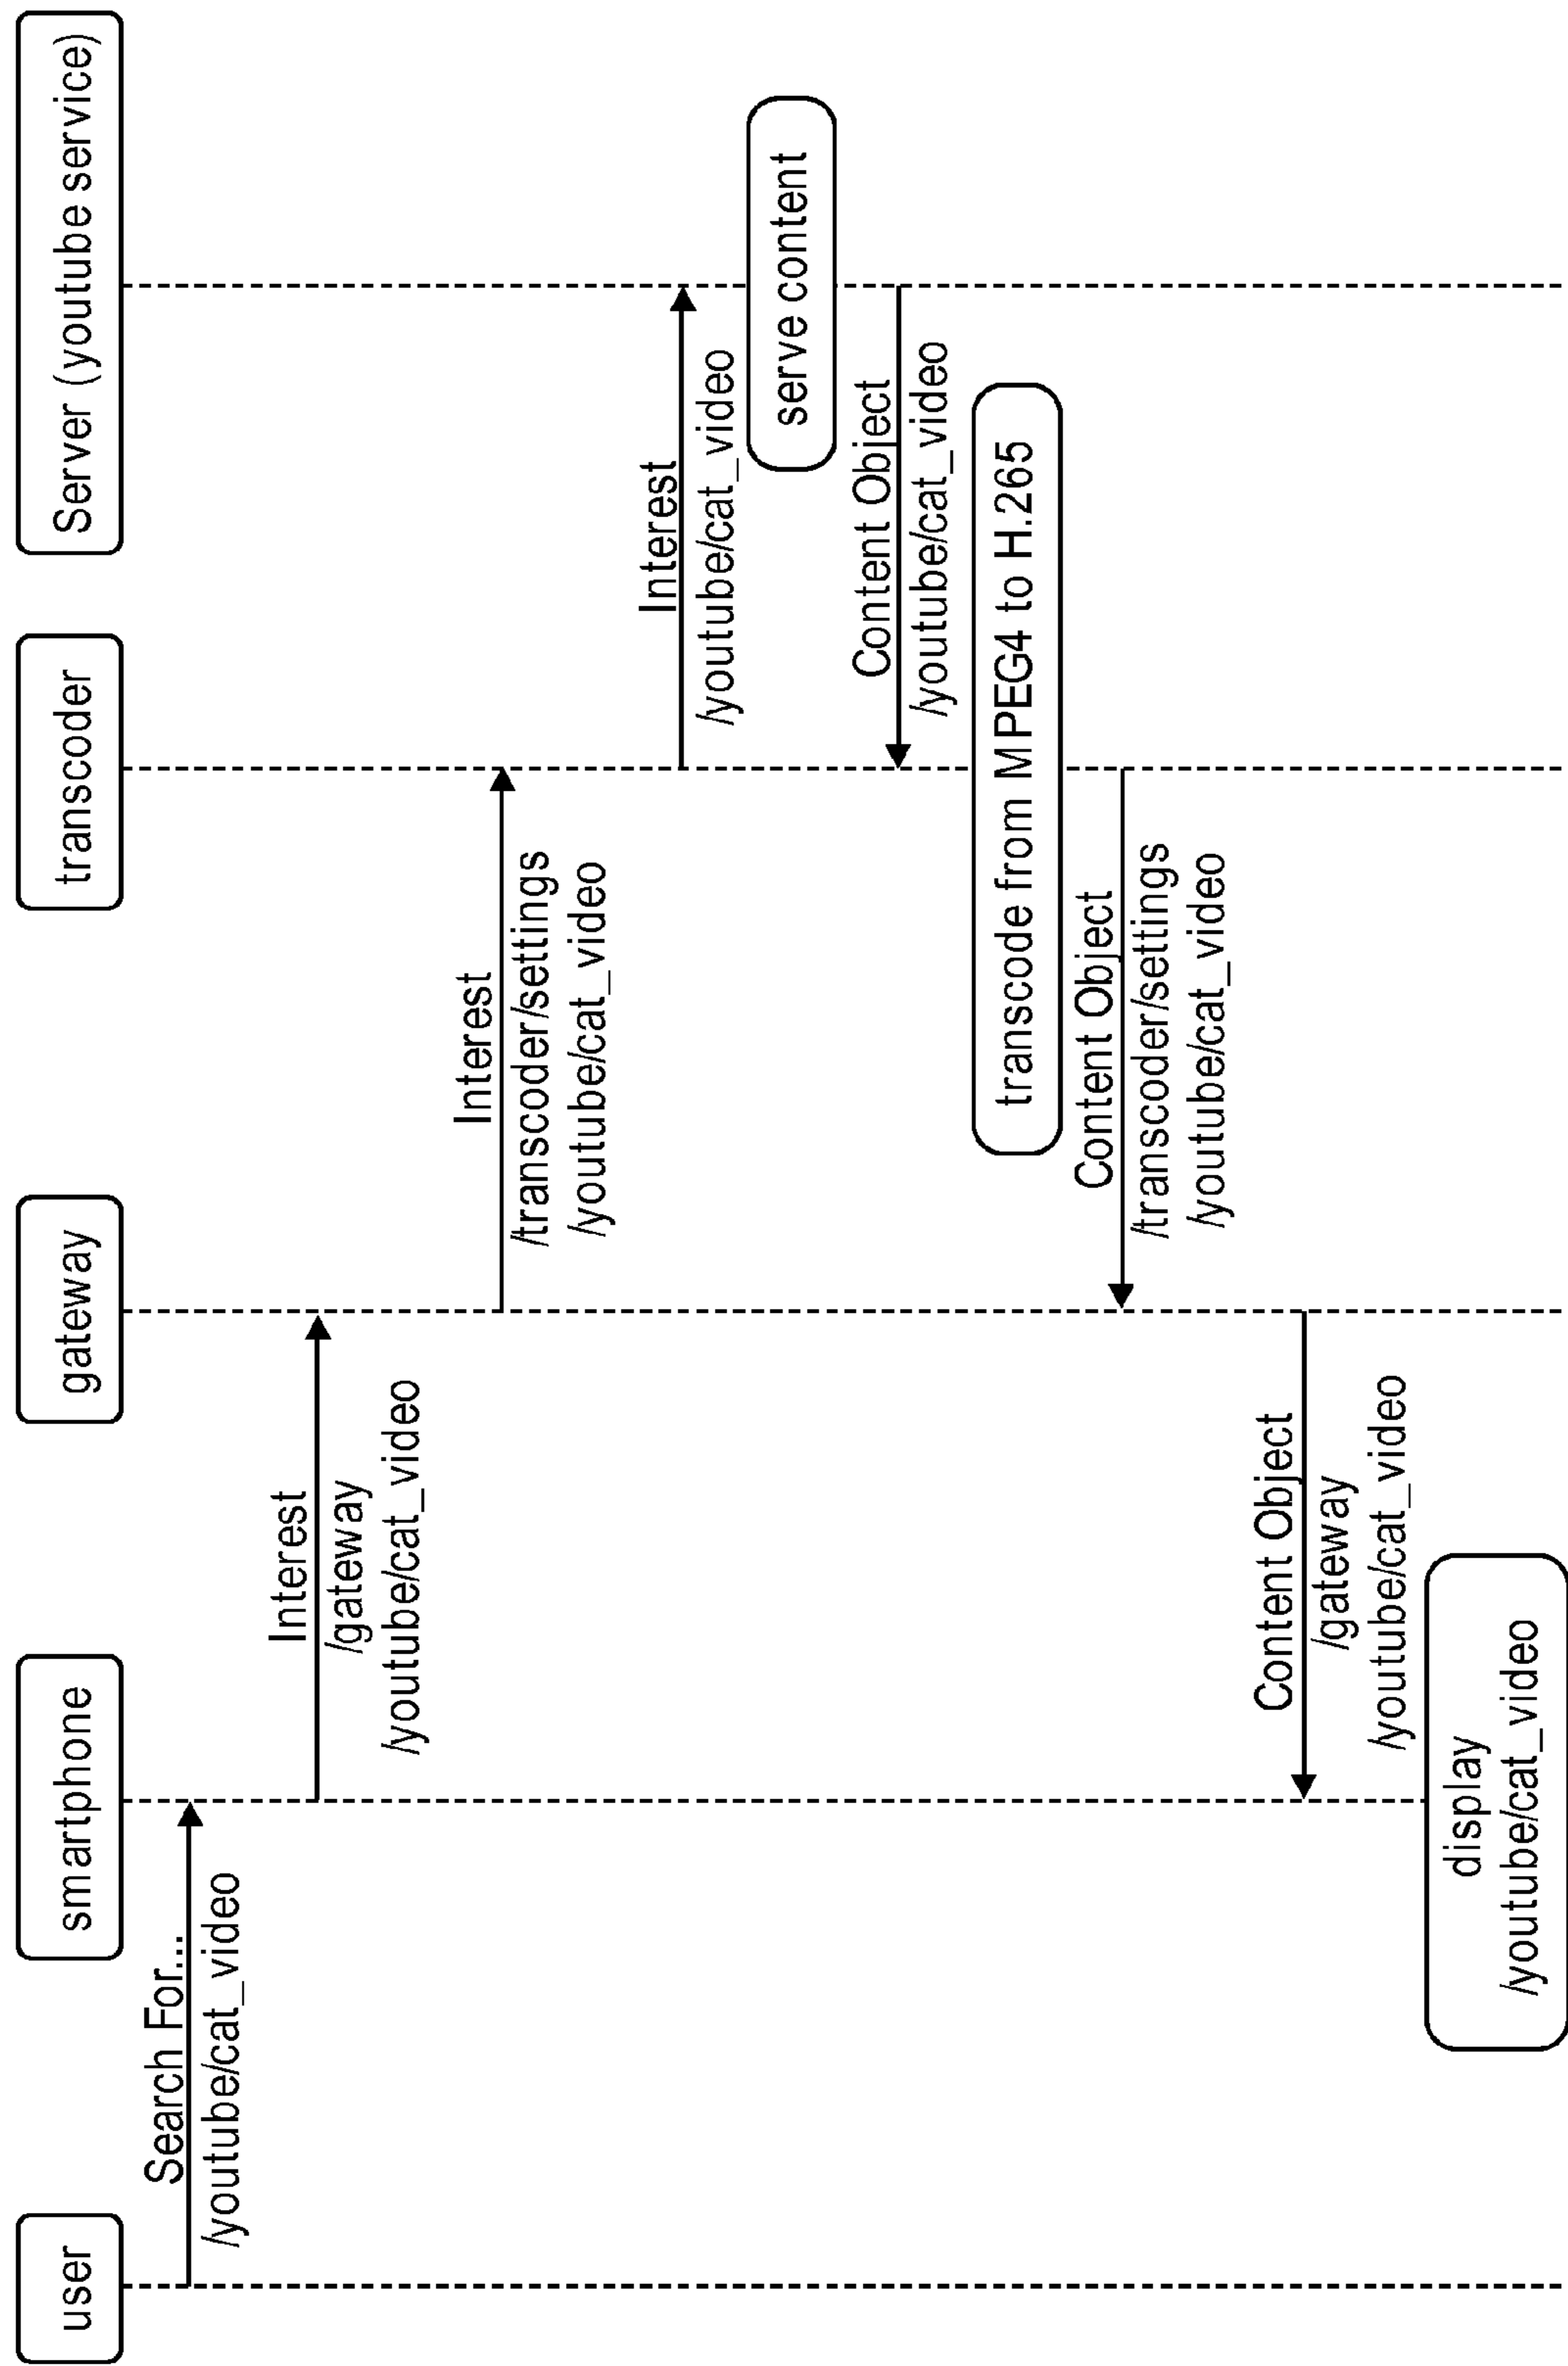 user
smartphone
gateway
transcoder
Server (youtube service)
Search For...
/youtube/cat_video
Interest
/gateway
/youtube/cat_video
Interest
/transcoder/settings
/youtube/cat_video
Interest
/youtube/cat_video
serve content
Content Object
/youtube/cat_video
transcode from MPEG4 to H.265
Content Object
/transcoder/settings
/youtube/cat_video
Content Object
/gateway
/youtube/cat_video
display
/youtube/cat_video